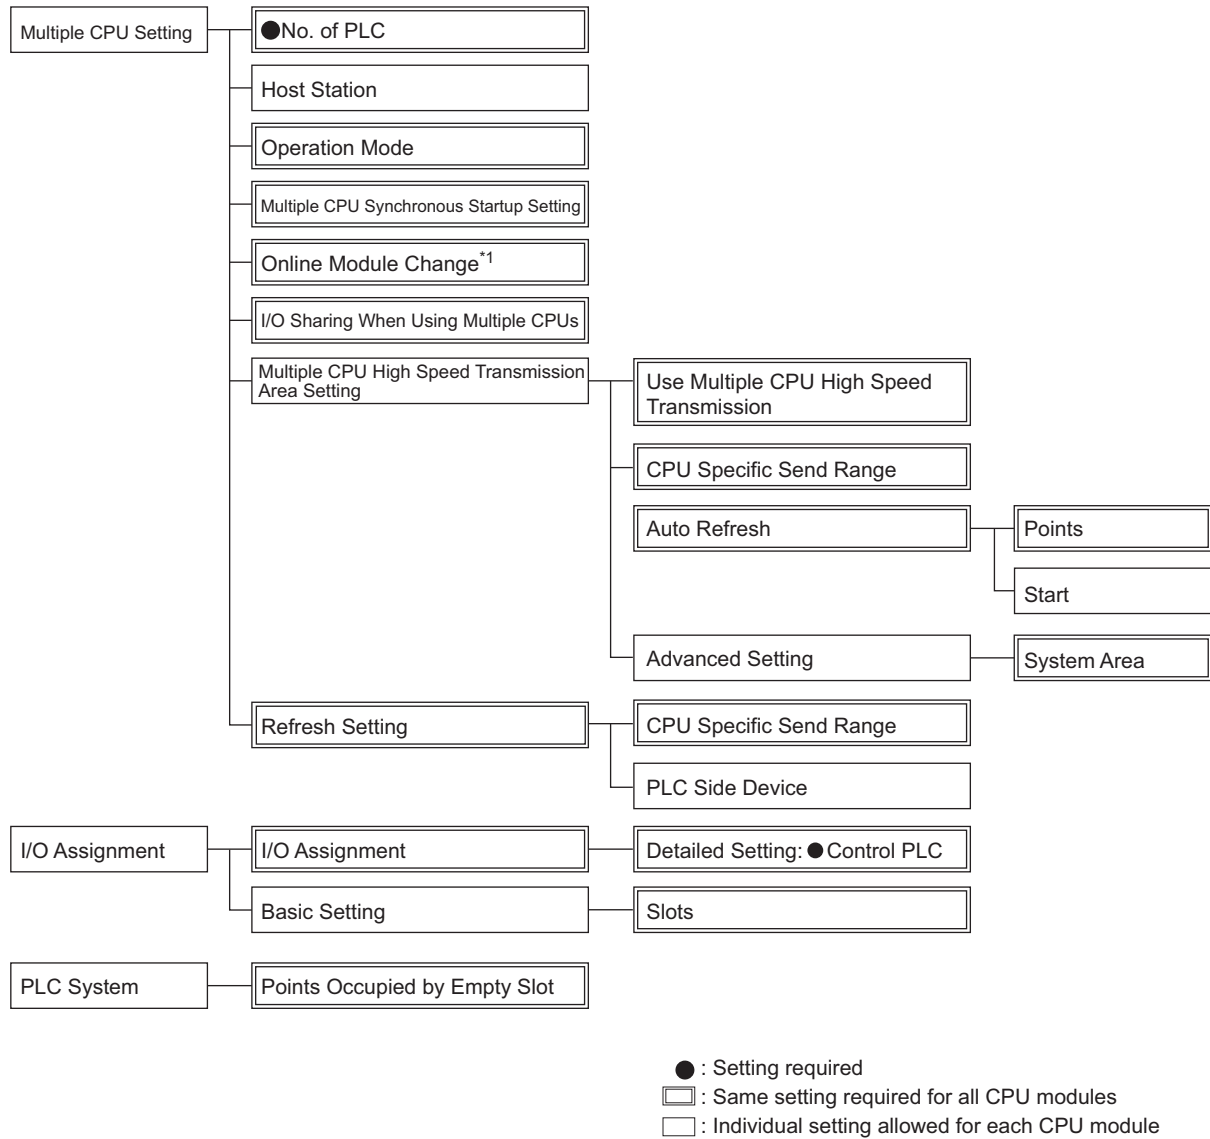 Multiple CPU Setting
●No. of PLC
Host Station
Operation Mode
Multiple CPU Synchronous Startup Setting
Online Module Change*1
I/O Sharing When Using Multiple CPUs
Multiple CPU High Speed Transmission
Area Setting
Use Multiple CPU High Speed
Transmission
CPU Specific Send Range
Auto Refresh
Points
Start
Advanced Setting
System Area
Refresh Setting
CPU Specific Send Range
PLC Side Device
I/O Assignment
I/O Assignment
Detailed Setting: ●Control PLC
Basic Setting
Slots
PLC System
Points Occupied by Empty Slot
● : Setting required
: Same setting required for all CPU modules
: Individual setting allowed for each CPU module